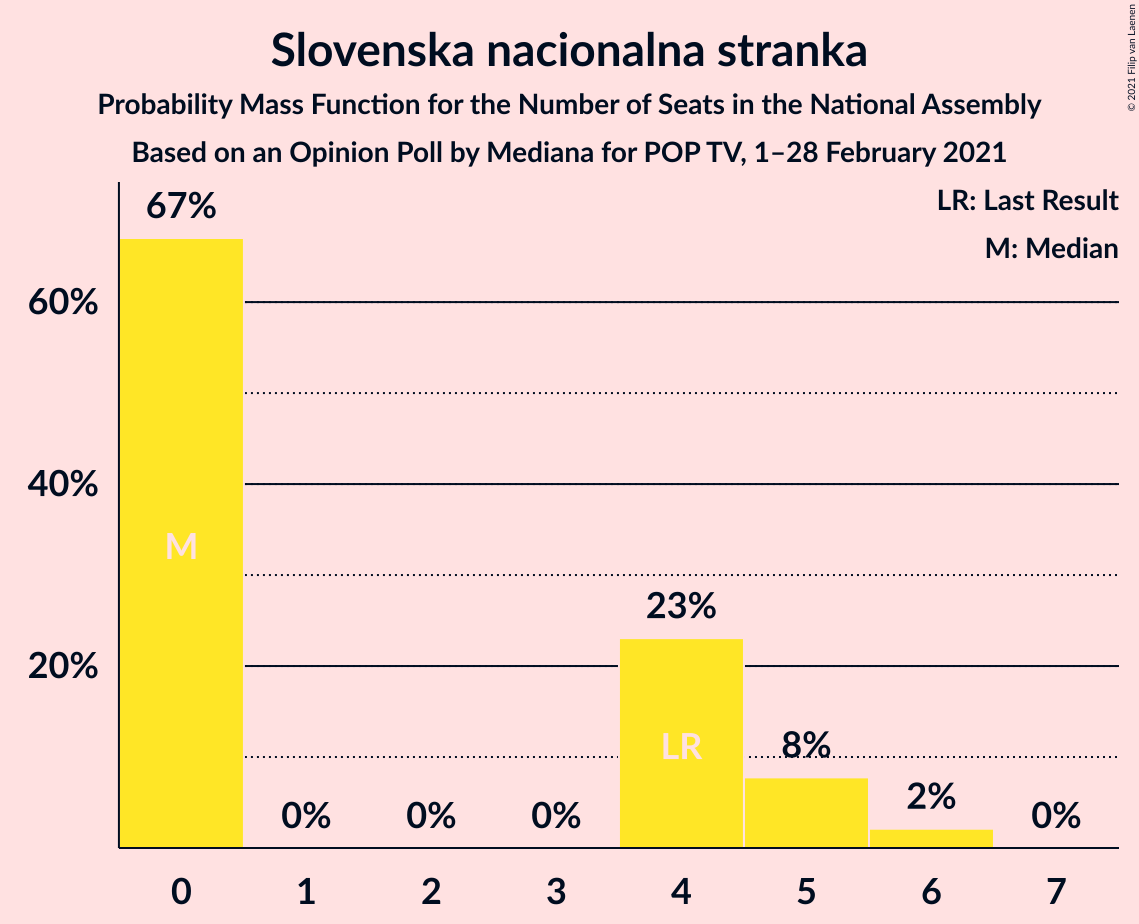 Slovenska nacionalna stranka
Probability Mass Function for the Number of Seats in the National Assembly
Based on an Opinion Poll by Mediana for POP TV, 1–28 February 2021
© 2021 Filip van Laenen
LR: Last Result
M: Median
67%
60%
40%
M
23%
20%
LR
8%
2%
0% 0% 0% 0%
0 1 2 3 4 5 6 7